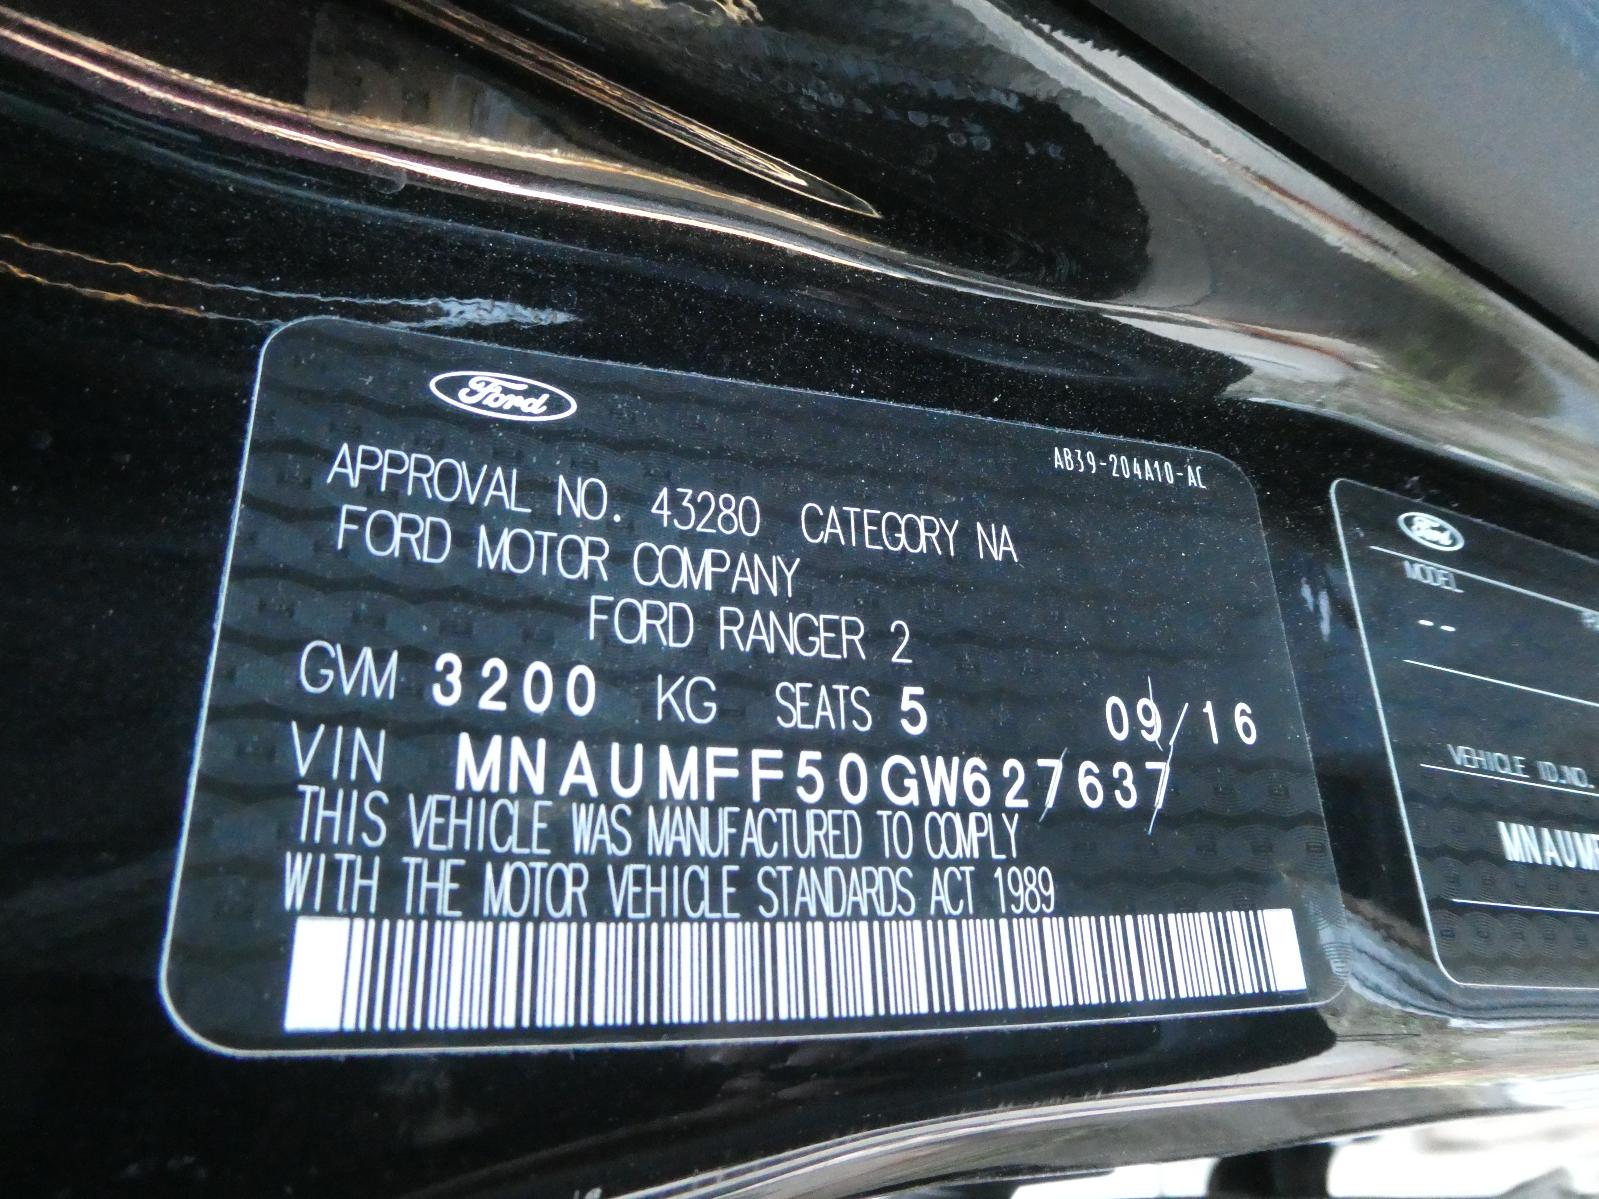 Ford
AB39-204A10-AE
APPROVAL NO. 43280 CATEGORY NA
FORD MOTOR COMPANY
FORD RANGER 2
GVM 3200 KG SEATS 5 09/16
VIN MNAUMFF50GW627637
THIS VEHICLE WAS MANUFACTURED TO COMPLY
WITH THE MOTOR VEHICLE STANDARDS ACT 1989
Ford
MODEL
--
VEHICLE ID.NO.
MNAUMF